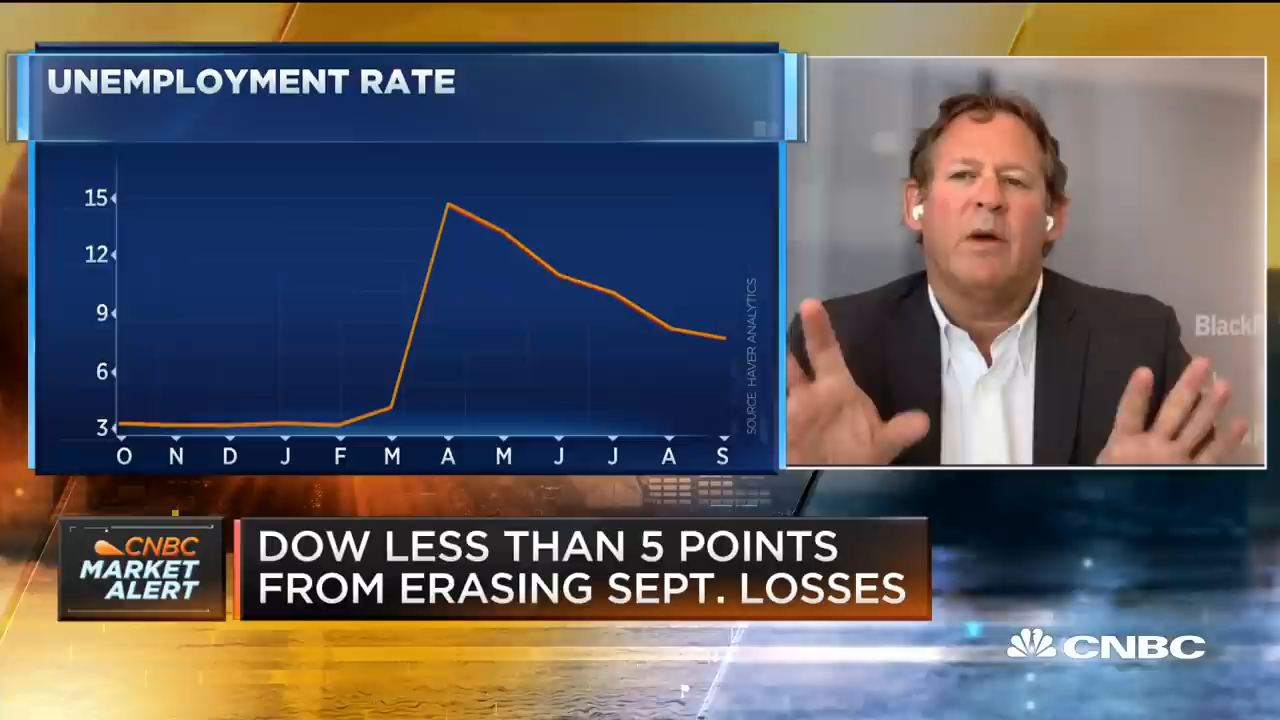 UNEMPLOYMENT RATE
15
12
9
6
3
O N D J F M A M J J A S
SOURCE: HAVER ANALYTICS
Black
CNBC
MARKET
ALERT
DOW LESS THAN 5 POINTS
FROM ERASING SEPT. LOSSES
CNBC